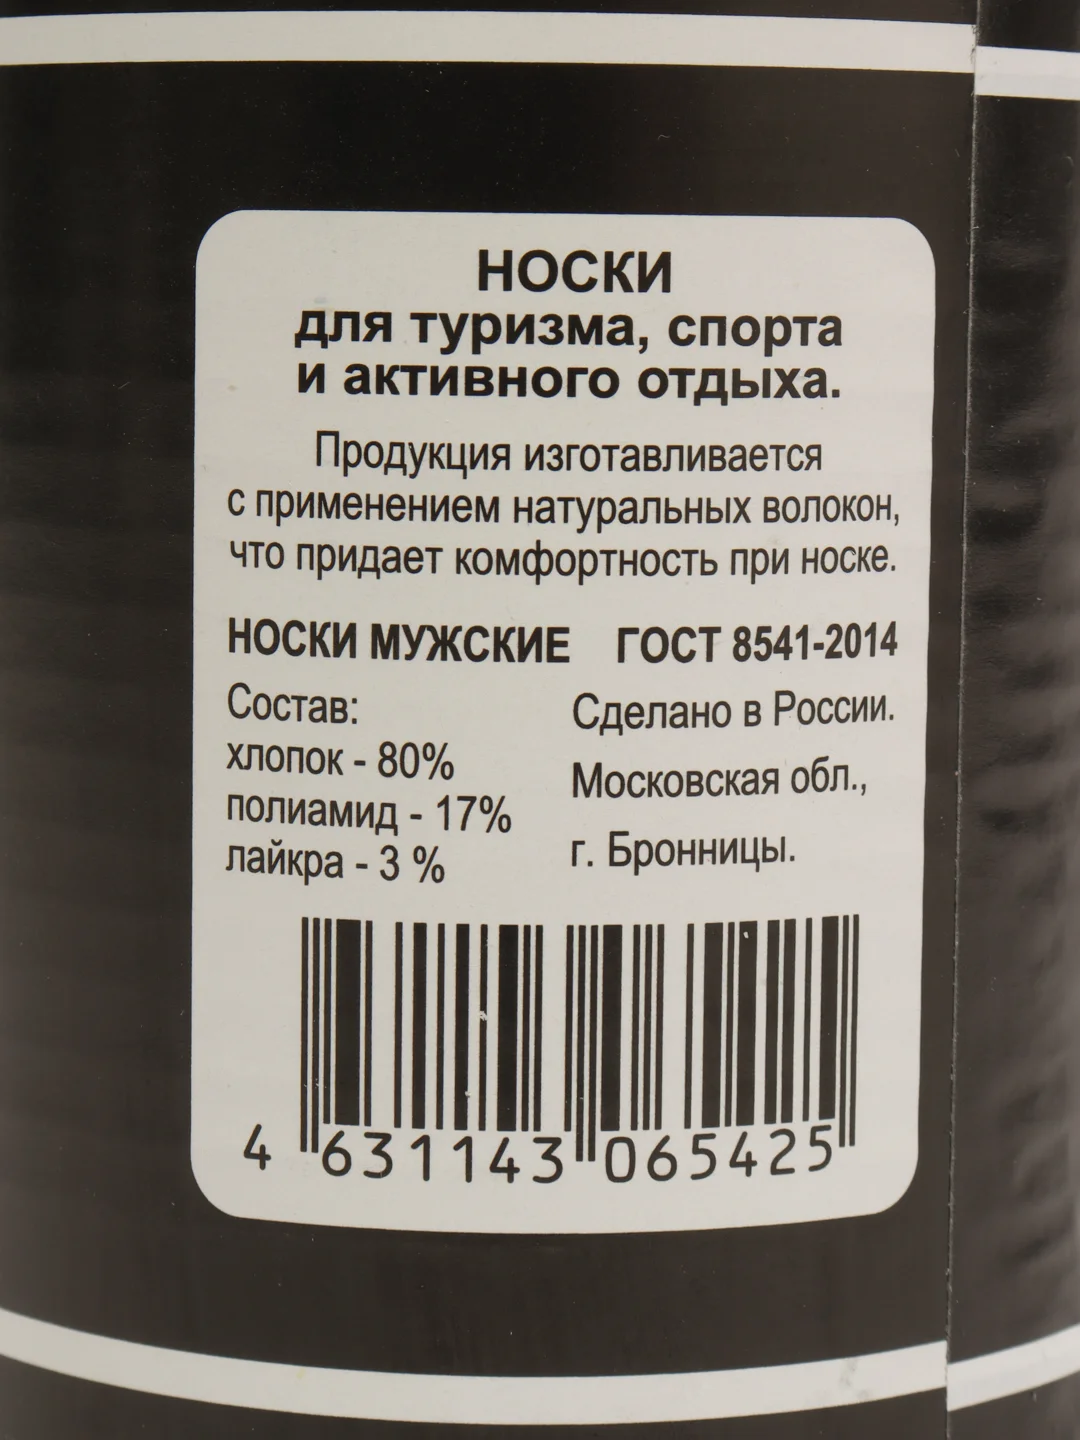 НОСКИ
для туризма, спорта
и активного отдыха.
Продукция изготавливается
с применением натуральных волокон,
что придает комфортность при носке.
НОСКИ МУЖСКИЕ ГОСТ 8541-2014
Состав:
хлопок - 80%
полиамид - 17%
лайкра - 3 %
Сделано в России.
Московская обл.,
г. Бронницы.
4 631143 065425